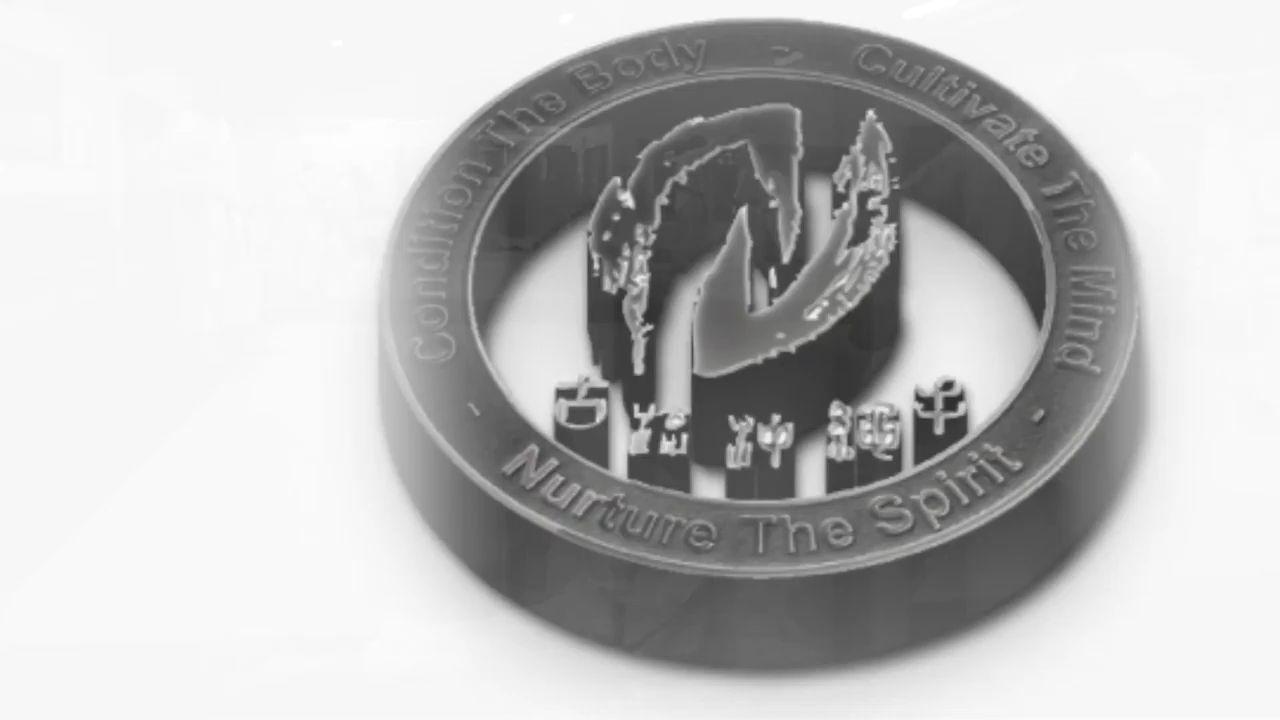 Condition The Body - Cultivate The Mind - Nurture The Spirit -